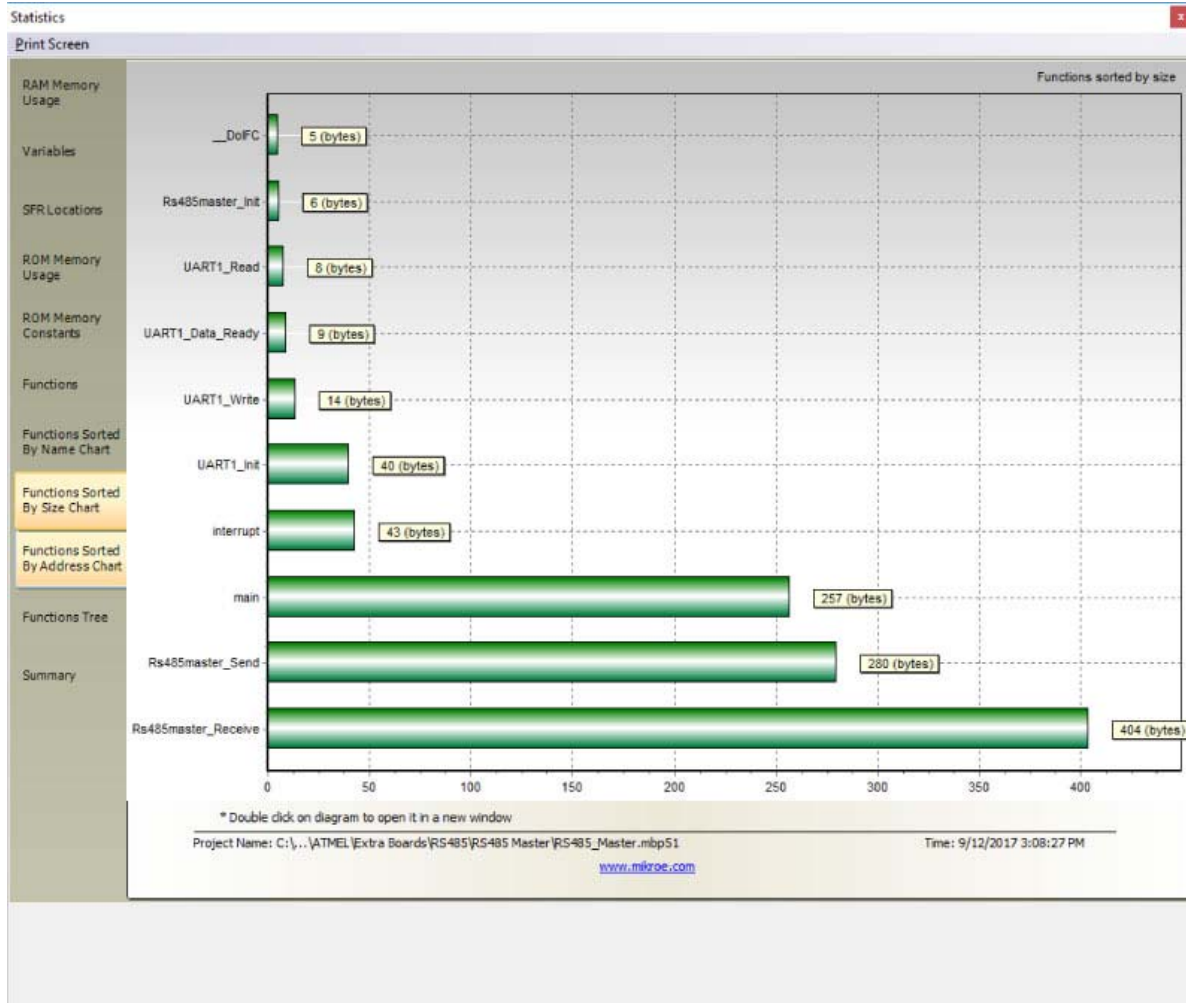 Statistics
Print Screen
RAM Memory
Usage
Variables
SFR Locations
ROM Memory
Usage
ROM Memory
Constants
Functions
Functions Sorted
By Name Chart
Functions Sorted
By Size Chart
Functions Sorted
By Address Chart
Functions Tree
Summary
Functions sorted by size
__DoIFC 5 (bytes)
Rs485master_Init 6 (bytes)
UART1_Read 8 (bytes)
UART1_Data_Ready 9 (bytes)
UART1_Write 14 (bytes)
UART1_Init 40 (bytes)
interrupt 43 (bytes)
main 257 (bytes)
Rs485master_Send 280 (bytes)
Rs485master_Receive 404 (bytes)
0 50 100 150 200 250 300 350 400
* Double click on diagram to open it in a new window
Project Name: C:\...\ATMEL\Extra Boards\RS485\RS485 Master\RS485_Master.mbp51 Time: 9/12/2017 3:08:27 PM
www.mikroe.com